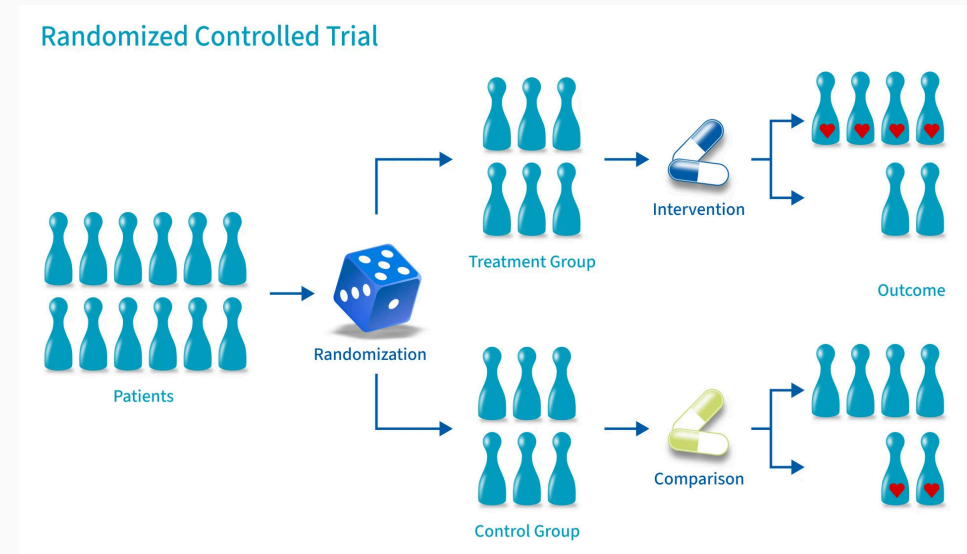 Randomized Controlled Trial
Patients
Randomization
Treatment Group
Intervention
Outcome
Control Group
Comparison